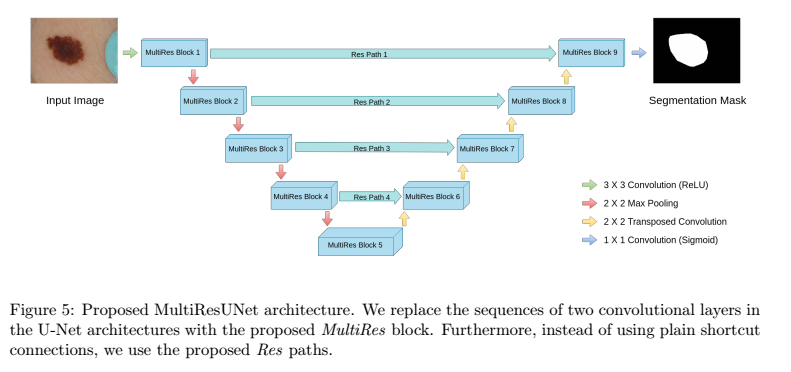 MultiRes Block 1
Res Path 1
MultiRes Block 9
Input Image
MultiRes Block 2
Res Path 2
MultiRes Block 8
Segmentation Mask
MultiRes Block 3
Res Path 3
MultiRes Block 7
MultiRes Block 4
Res Path 4
MultiRes Block 6
MultiRes Block 5
3 X 3 Convolution (ReLU)
2 X 2 Max Pooling
2 X 2 Transposed Convolution
1 X 1 Convolution (Sigmoid)
Figure 5: Proposed MultiResUNet architecture. We replace the sequences of two convolutional layers in
the U-Net architectures with the proposed MultiRes block. Furthermore, instead of using plain shortcut
connections, we use the proposed Res paths.